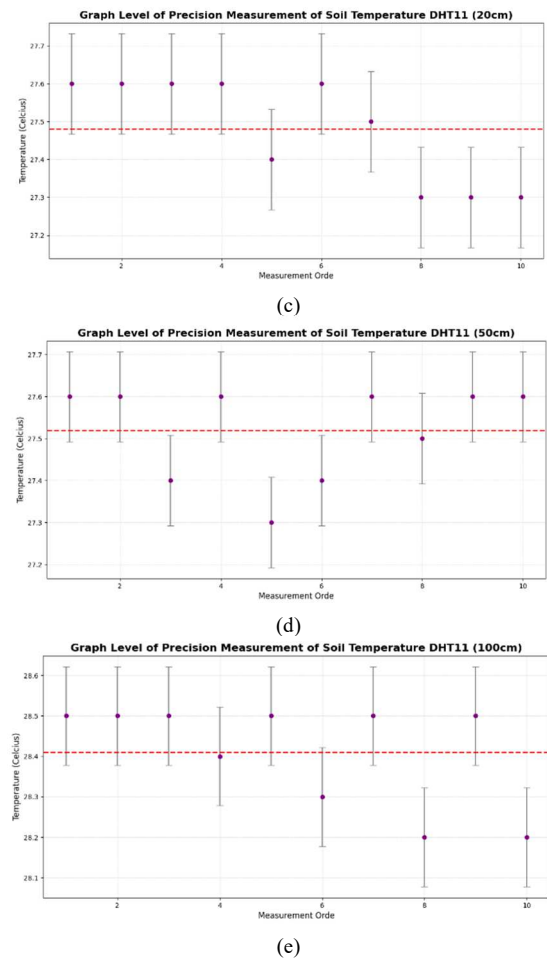 Graph Level of Precision Measurement of Soil Temperature DHT11 (20cm)
27.7
27.6
27.5
27.4
27.3
27.2
Temperature (Celcius)
2
4
6
8
10
Measurement Orde
(c)
Graph Level of Precision Measurement of Soil Temperature DHT11 (50cm)
27.7
27.6
27.5
27.4
27.3
27.2
Temperature (Celcius)
2
4
6
8
10
Measurement Orde
(d)
Graph Level of Precision Measurement of Soil Temperature DHT11 (100cm)
28.6
28.5
28.4
28.3
28.2
28.1
Temperature (Celcius)
2
4
6
8
10
Measurement Orde
(e)